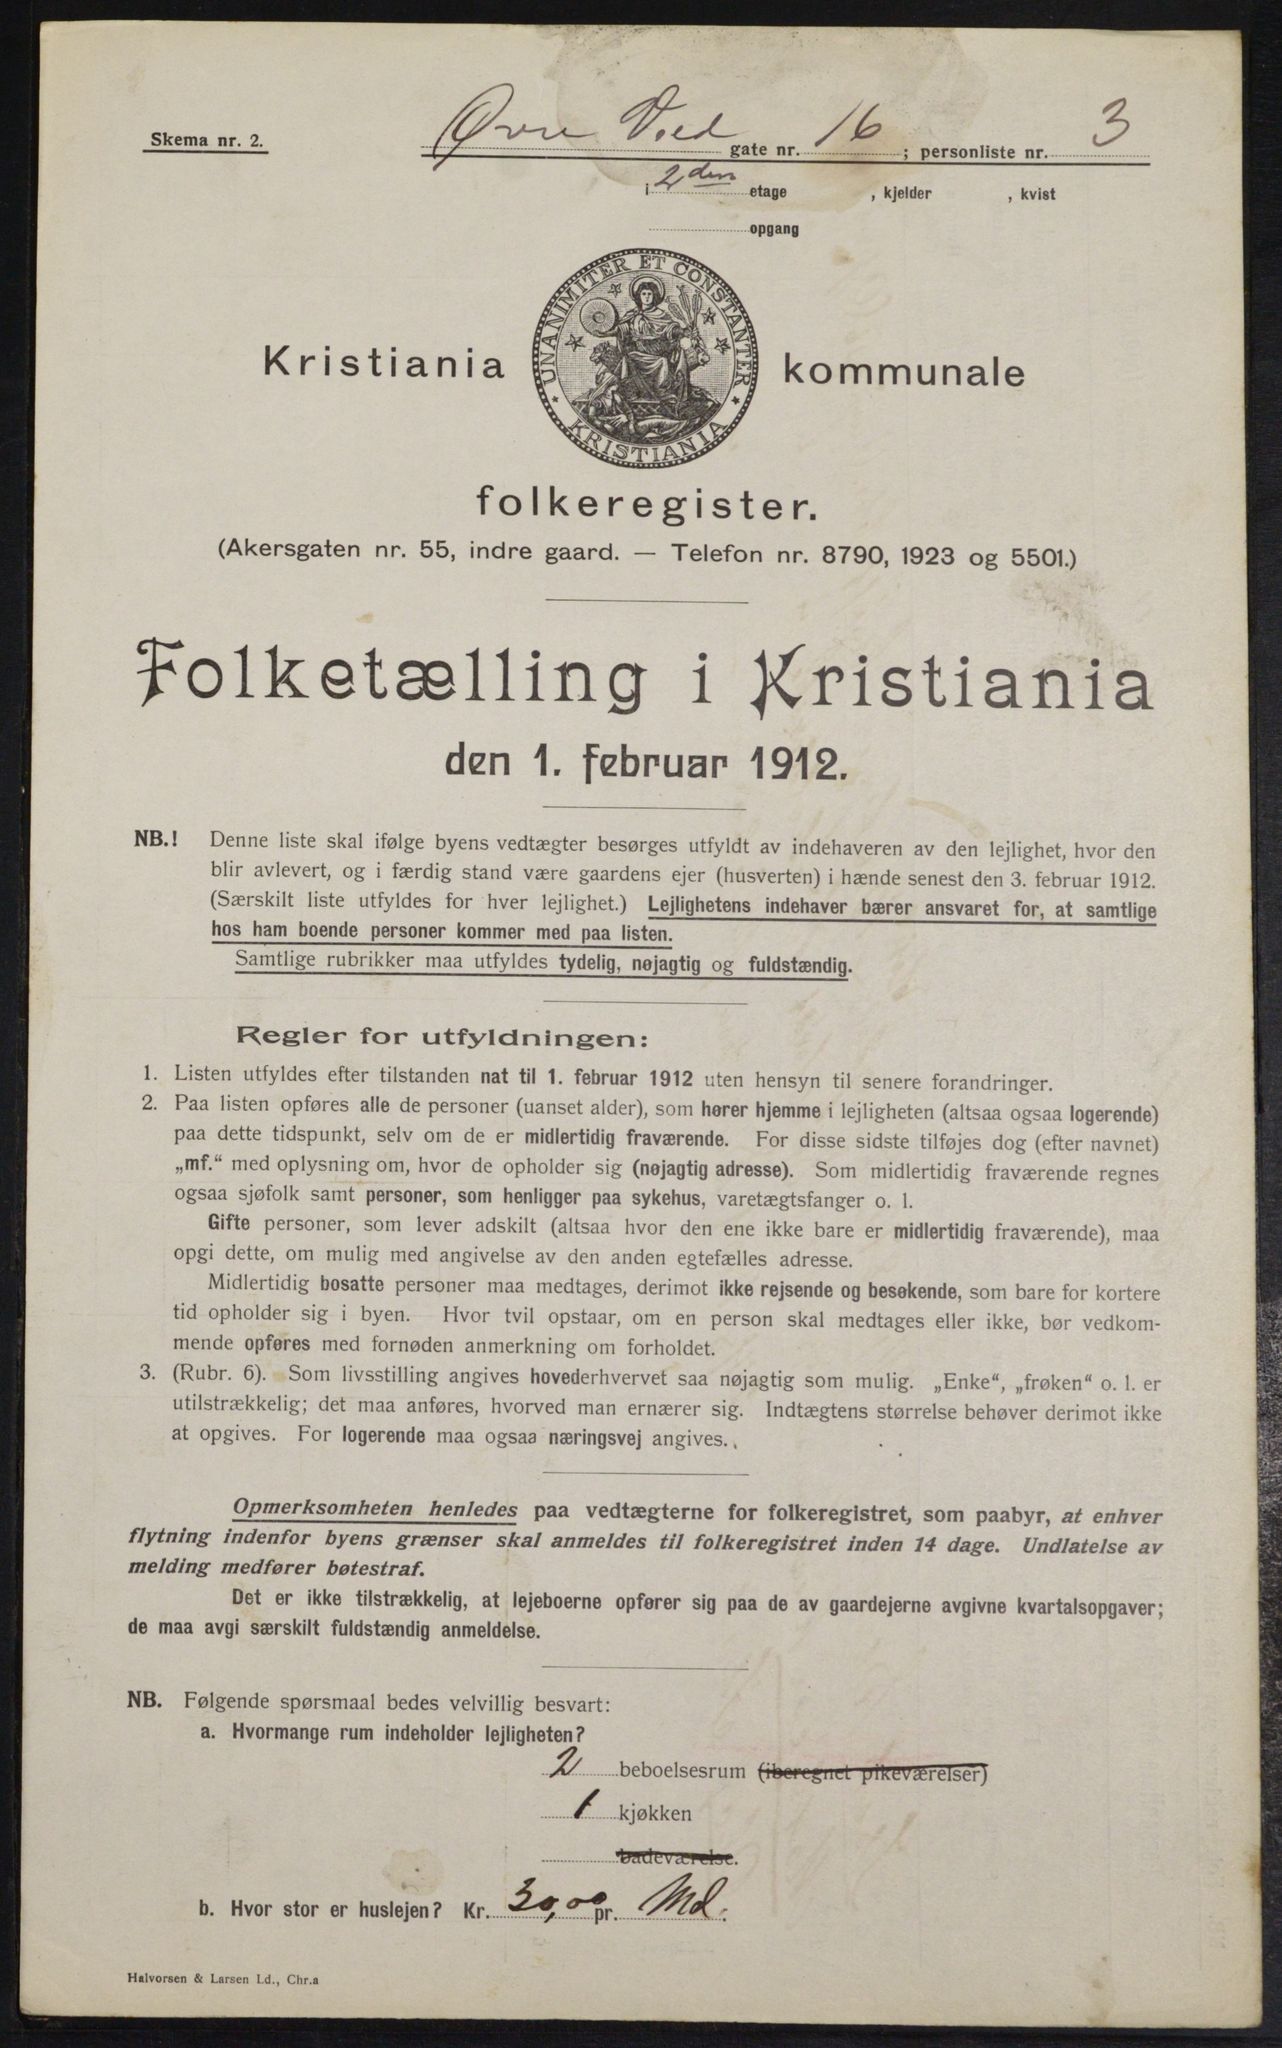 Skema nr. 2.
Øvre Vold gate nr. 16 ; personliste nr. 3
i 2den etage , kjelder , kvist
opgang
UNANIMITER ET CONSTANTER
KRISTIANIA
Kristiania kommunale
folkeregister.
(Akersgaten nr. 55, indre gaard. — Telefon nr. 8790, 1923 og 5501.)
Folketælling i Kristiania
den 1. februar 1912.
NB.! Denne liste skal ifølge byens vedtægter besørges utfyldt av indehaveren av den lejlighet, hvor den
blir avlevert, og i færdig stand være gaardens ejer (husverten) i hænde senest den 3. februar 1912.
(Særskilt liste utfyldes for hver lejlighet.) Lejlighetens indehaver bærer ansvaret for, at samtlige
hos ham boende personer kommer med paa listen.
Samtlige rubrikker maa utfyldes tydelig, nøjagtig og fuldstændig.
Regler for utfyldningen:
1. Listen utfyldes efter tilstanden nat til 1. februar 1912 uten hensyn til senere forandringer.
2. Paa listen opføres alle de personer (uanset alder), som hører hjemme i lejligheten (altsaa ogsaa logerende)
paa dette tidspunkt, selv om de er midlertidig fraværende. For disse sidste tilføjes dog (efter navnet)
„mf.“ med oplysning om, hvor de opholder sig (nøjagtig adresse). Som midlertidig fraværende regnes
ogsaa sjøfolk samt personer, som henligger paa sykehus, varetægtsfanger o. l.
Gifte personer, som lever adskilt (altsaa hvor den ene ikke bare er midlertidig fraværende), maa
opgi dette, om mulig med angivelse av den anden egtefælles adresse.
Midlertidig bosatte personer maa medtages, derimot ikke rejsende og besøkende, som bare for kortere
tid opholder sig i byen. Hvor tvil opstaar, om en person skal medtages eller ikke, bør vedkom-
mende opføres med fornøden anmerkning om forholdet.
3. (Rubr. 6). Som livsstilling angives hovederhvervet saa nøjagtig som mulig. „Enke“, „frøken“ o. l. er
utilstrækkelig; det maa anføres, hvorved man ernærer sig. Indtægtens størrelse behøver derimot ikke
at opgives. For logerende maa ogsaa næringsvej angives.
Opmerksomheten henledes paa vedtægterne for folkeregistret, som paabyr, at enhver
flytning indenfor byens grænser skal anmeldes til folkeregistret inden 14 dage. Undlatelse av
melding medfører bøtestraf.
Det er ikke tilstrækkelig, at lejeboerne opfører sig paa de av gaardejerne avgivne kvartalsopgaver;
de maa avgi særskilt fuldstændig anmeldelse.
NB. Følgende spørsmaal bedes velvillig besvart:
a. Hvormange rum indeholder lejligheten?
2 beboelsesrum (iberegnet pikeværelser)
1 kjøkken
badeværelse.
b. Hvor stor er huslejen? Kr. 30,00 pr. Md.
Halvorsen & Larsen Ld., Chr.a